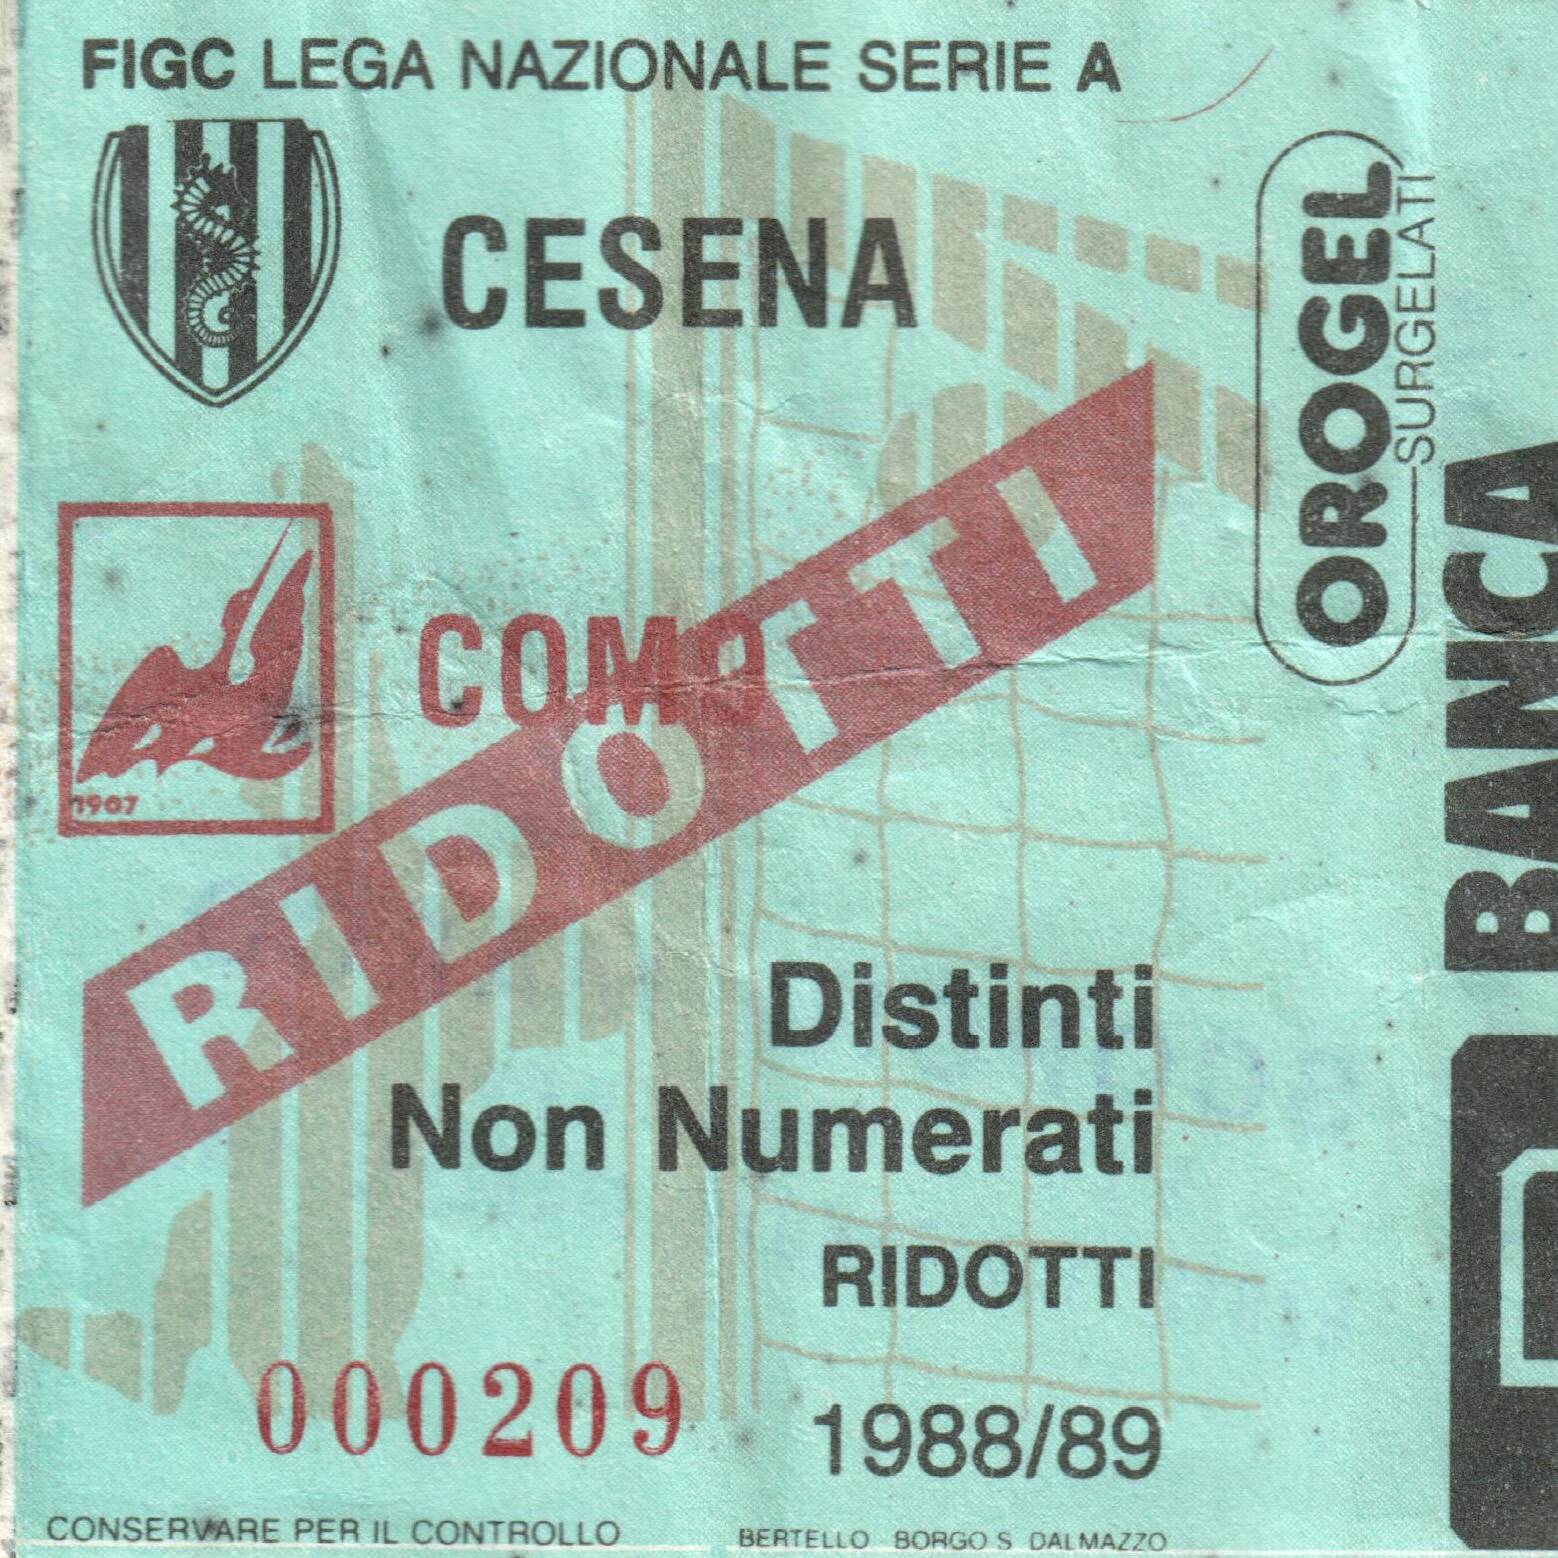 FIGC LEGA NAZIONALE SERIE A
CESENA
OROGEL
SURGELATI
BANCA
COMO
1907
RIDOTTI
Distinti
Non Numerati
RIDOTTI
000209
1988/89
CONSERVARE PER IL CONTROLLO
BERTELLO BORGO S. DALMAZZO